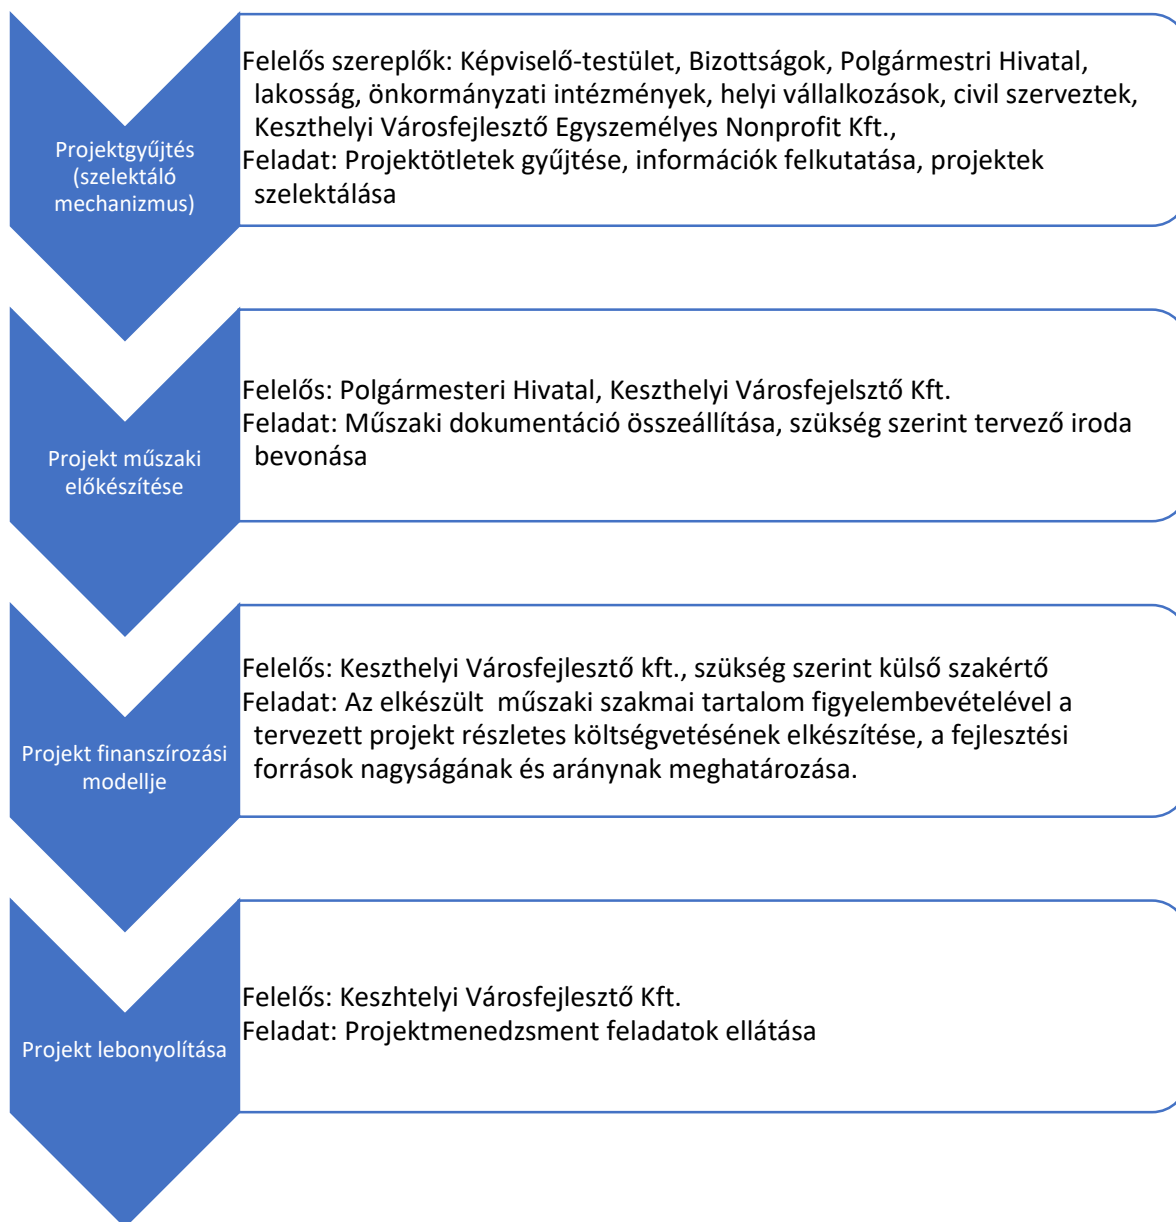 Projektgyűjtés
(szelektáló
mechanizmus)
Felelős szereplők: Képviselő-testület, Bizottságok, Polgármestri Hivatal,
lakosság, önkormányzati intézmények, helyi vállalkozások, civil szerveztek,
Keszthelyi Városfejlesztő Egyszemélyes Nonprofit Kft.,
Feladat: Projektötletek gyűjtése, információk felkutatása, projektek
szelektálása
Projekt műszaki
előkészítése
Felelős: Polgármesteri Hivatal, Keszthelyi Városfejelsztő Kft.
Feladat: Műszaki dokumentáció összeállítása, szükség szerint tervező iroda
bevonása
Projekt finanszírozási
modellje
Felelős: Keszthelyi Városfejlesztő kft., szükség szerint külső szakértő
Feladat: Az elkészült  műszaki szakmai tartalom figyelembevételével a
tervezett projekt részletes költségvetésének elkészítése, a fejlesztési
források nagyságának és aránynak meghatározása.
Projekt lebonyolítása
Felelős: Keszhtelyi Városfejlesztő Kft.
Feladat: Projektmenedzsment feladatok ellátása